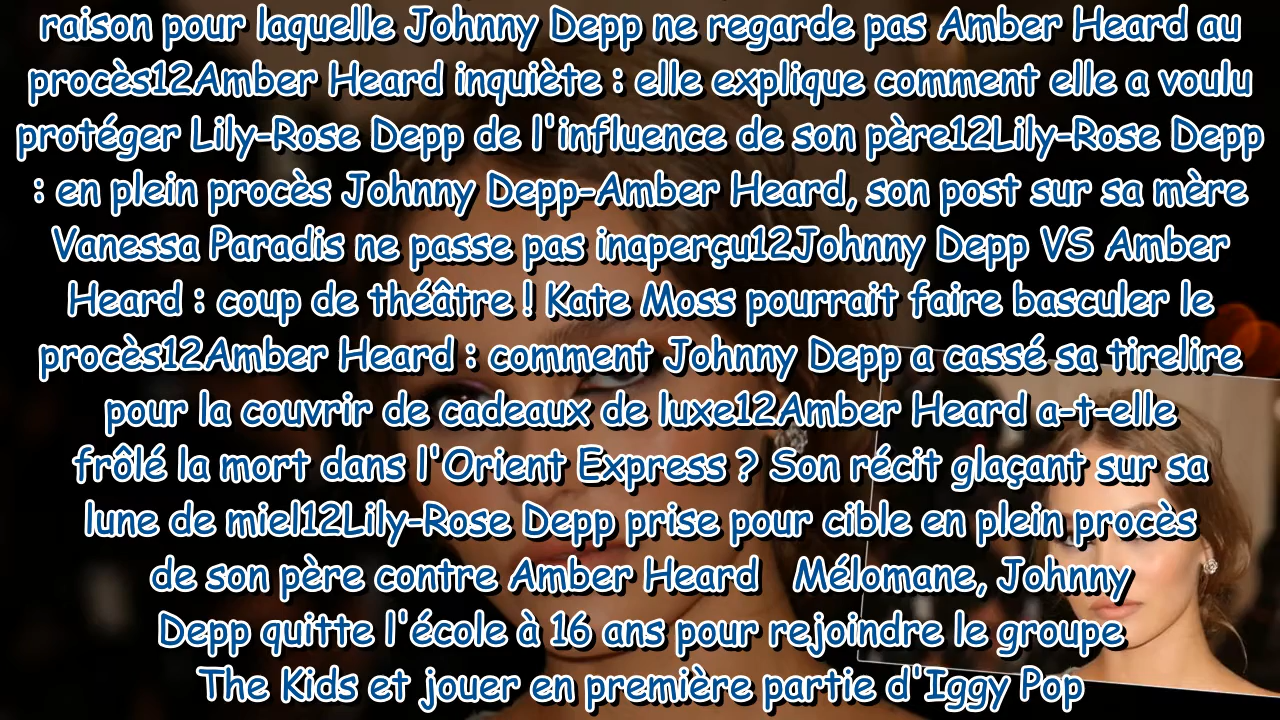 raison pour laquelle Johnny Depp ne regarde pas Amber Heard au
procès12Amber Heard inquiète : elle explique comment elle a voulu
protéger Lily-Rose Depp de l'influence de son père12Lily-Rose Depp
: en plein procès Johnny Depp-Amber Heard, son post sur sa mère
Vanessa Paradis ne passe pas inaperçu12Johnny Depp VS Amber
Heard : coup de théâtre ! Kate Moss pourrait faire basculer le
procès12Amber Heard : comment Johnny Depp a cassé sa tirelire
pour la couvrir de cadeaux de luxe12Amber Heard a-t-elle
frôlé la mort dans l'Orient Express ? Son récit glaçant sur sa
lune de miel12Lily-Rose Depp prise pour cible en plein procès
de son père contre Amber Heard   Mélomane, Johnny
Depp quitte l'école à 16 ans pour rejoindre le groupe
The Kids et jouer en première partie d'Iggy Pop